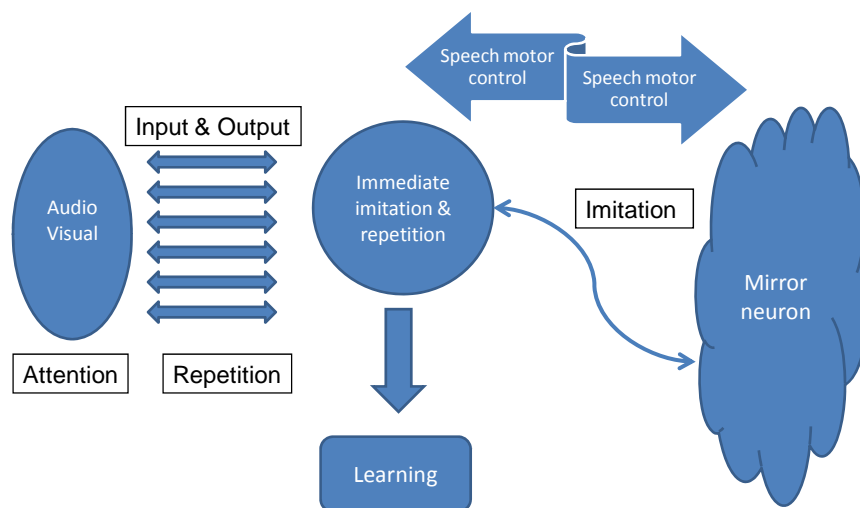 Speech motor
control
Speech motor
control
Input & Output
Audio
Visual
Immediate
imitation &
repetition
Imitation
Mirror
neuron
Attention
Repetition
Learning